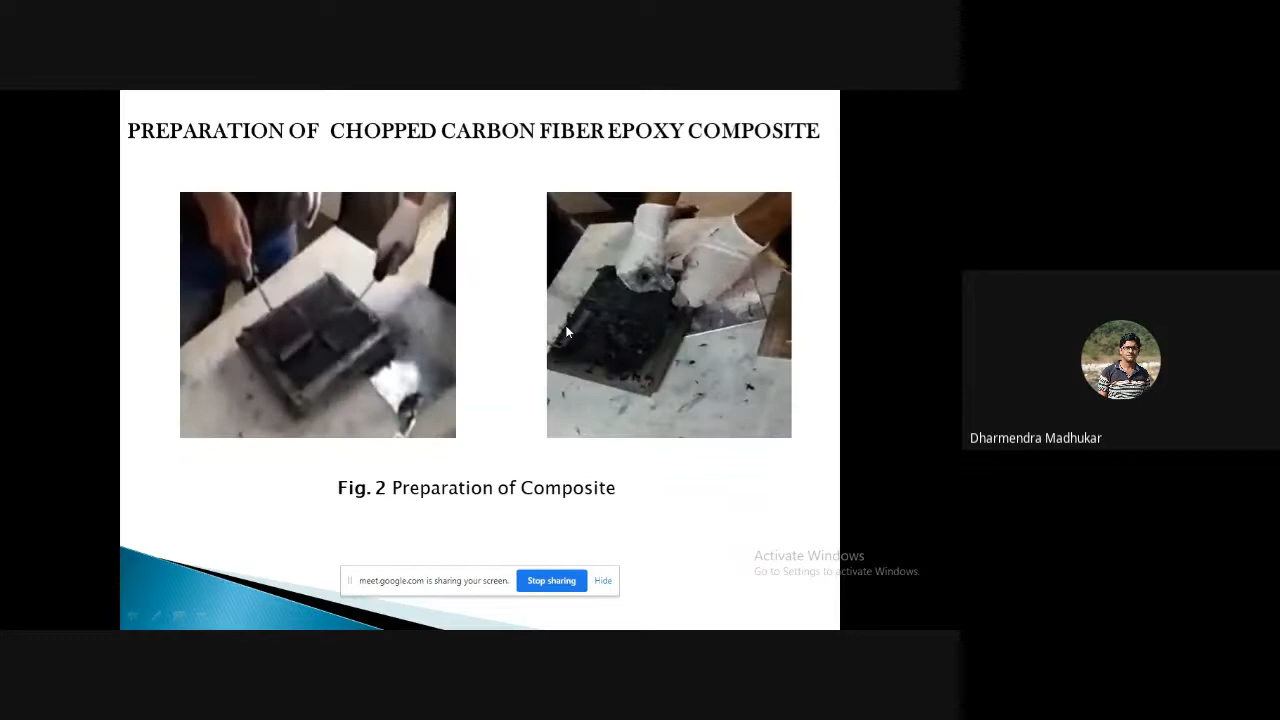 PREPARATION OF CHOPPED CARBON FIBER EPOXY COMPOSITE
Fig. 2 Preparation of Composite
Dharmendra Madhukar
Activate Windows
Go to Settings to activate Windows.
meet.google.com is sharing your screen. Stop sharing Hide